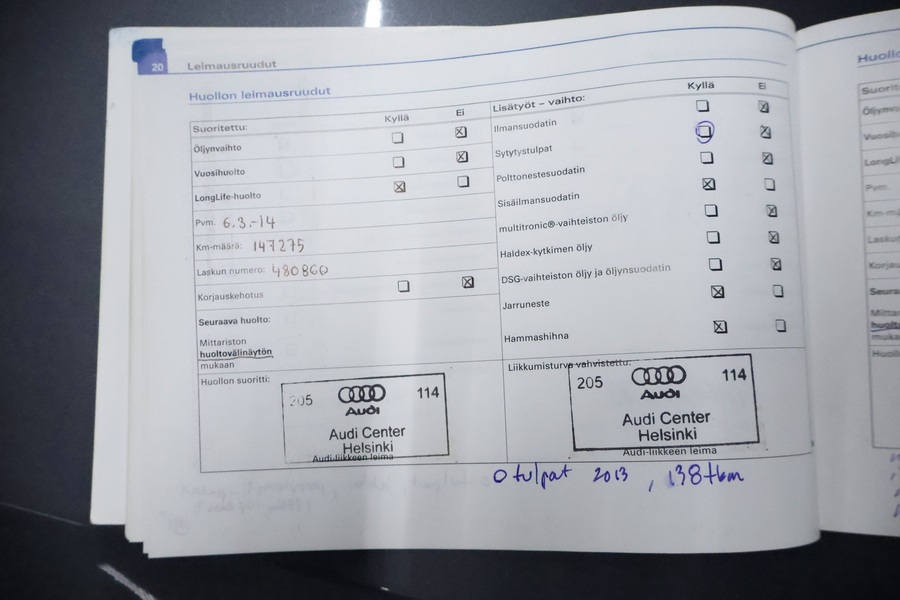 20 Leimausruudut
Huollon leimausruudut
Suoritettu: Kyllä Ei
Öljynvaihto ☐ ☒
Vuosihuolto ☐ ☒
LongLife-huolto ☒ ☐
Pvm. 6.3.-14
Km-määrä: 147275
Laskun numero: 480860
Korjauskehotus ☐ ☒
Seuraava huolto:
Mittariston
huoltovälinäytön
mukaan
Huollon suoritti:
205 114
Audi
Audi Center
Helsinki
Audi-liikkeen leima
Lisätyöt – vaihto: Kyllä Ei
Ilmansuodatin ☐ ☒
Sytytystulpat ☐ ☒
Polttonestesuodatin ☐ ☒
Sisäilmansuodatin ☒ ☐
multitronic®-vaihteiston öljy ☐ ☒
Haldex-kytkimen öljy ☐ ☒
DSG-vaihteiston öljy ja öljynsuodatin ☐ ☒
Jarruneste ☒ ☐
Hammashihna ☒ ☐
Liikkumisturva vahvistettu:
205 114
Audi
Audi Center
Helsinki
Audi-liikkeen leima
O tulpat 2013, 138tkm